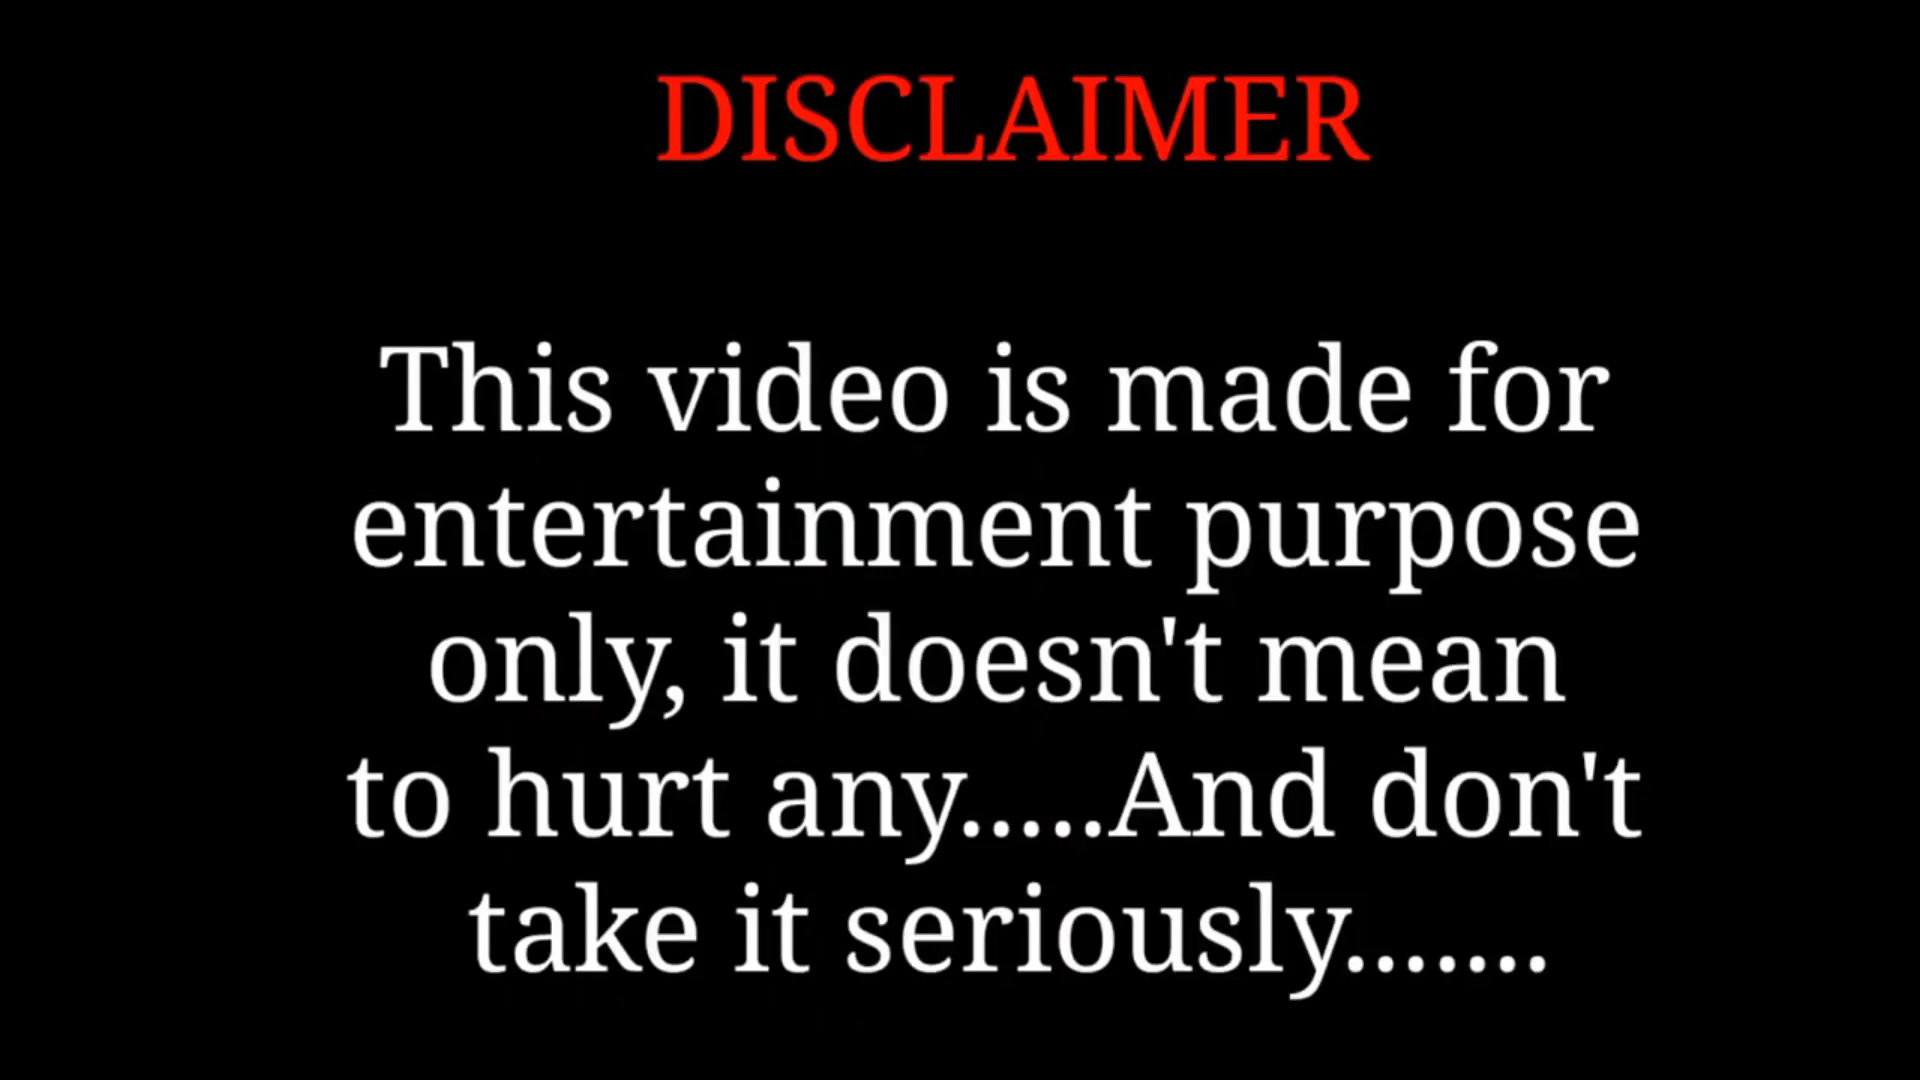 DISCLAIMER
This video is made for
entertainment purpose
only, it doesn't mean
to hurt any.....And don't
take it seriously.......